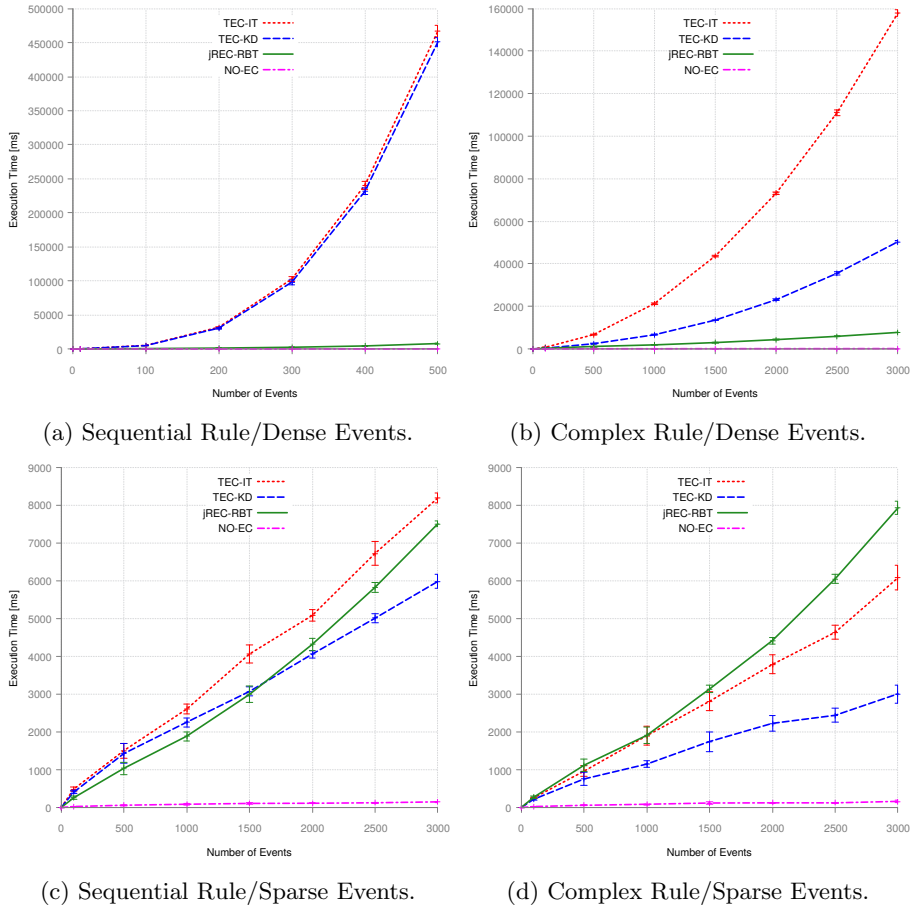 TEC-IT
TEC-KD
jREC-RBT
NO-EC
500000
450000
400000
350000
300000
250000
200000
150000
100000
50000
0
Execution Time [ms]
0 100 200 300 400 500
Number of Events
(a) Sequential Rule/Dense Events.
TEC-IT
TEC-KD
jREC-RBT
NO-EC
160000
140000
120000
100000
80000
60000
40000
20000
0
Execution Time [ms]
0 500 1000 1500 2000 2500 3000
Number of Events
(b) Complex Rule/Dense Events.
TEC-IT
TEC-KD
jREC-RBT
NO-EC
9000
8000
7000
6000
5000
4000
3000
2000
1000
0
Execution Time [ms]
0 500 1000 1500 2000 2500 3000
Number of Events
(c) Sequential Rule/Sparse Events.
TEC-IT
TEC-KD
jREC-RBT
NO-EC
9000
8000
7000
6000
5000
4000
3000
2000
1000
0
Execution Time [ms]
0 500 1000 1500 2000 2500 3000
Number of Events
(d) Complex Rule/Sparse Events.